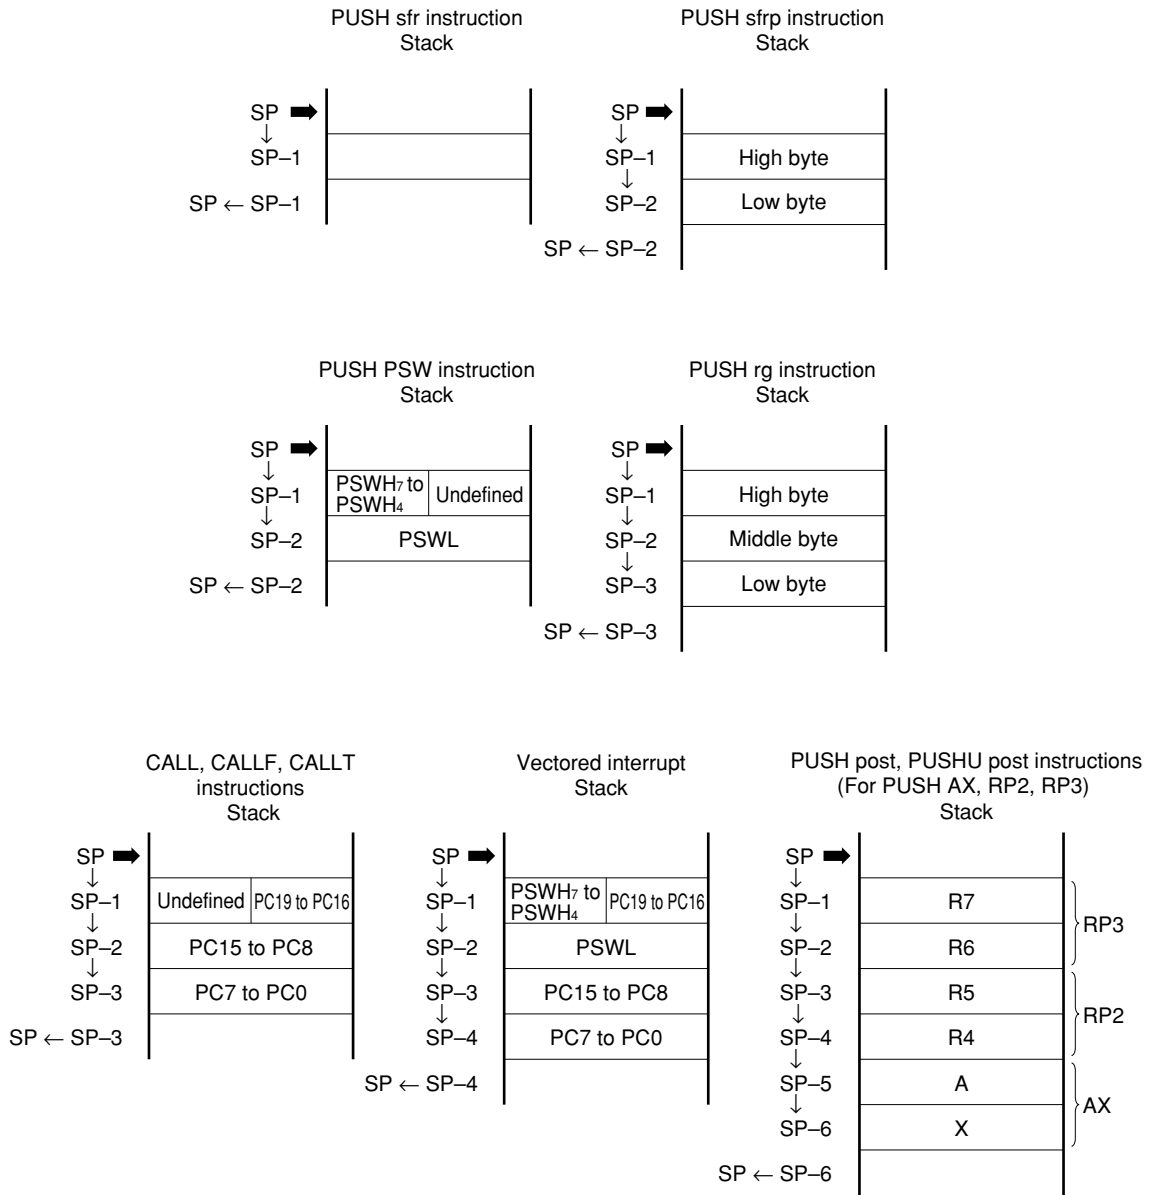 PUSH sfr instruction
Stack
SP
SP–1
SP ← SP–1
PUSH sfrp instruction
Stack
SP
SP–1
High byte
SP–2
Low byte
SP ← SP–2
PUSH PSW instruction
Stack
SP
SP–1
PSWH7 to
PSWH4
Undefined
SP–2
PSWL
SP ← SP–2
PUSH rg instruction
Stack
SP
SP–1
High byte
SP–2
Middle byte
SP–3
Low byte
SP ← SP–3
CALL, CALLF, CALLT
instructions
Stack
SP
SP–1
Undefined
PC19 to PC16
SP–2
PC15 to PC8
SP–3
PC7 to PC0
SP ← SP–3
Vectored interrupt
Stack
SP
SP–1
PSWH7 to
PSWH4
PC19 to PC16
SP–2
PSWL
SP–3
PC15 to PC8
SP–4
PC7 to PC0
SP ← SP–4
PUSH post, PUSHU post instructions
(For PUSH AX, RP2, RP3)
Stack
SP
SP–1
R7
SP–2
R6
RP3
SP–3
R5
SP–4
R4
RP2
SP–5
A
SP–6
X
AX
SP ← SP–6